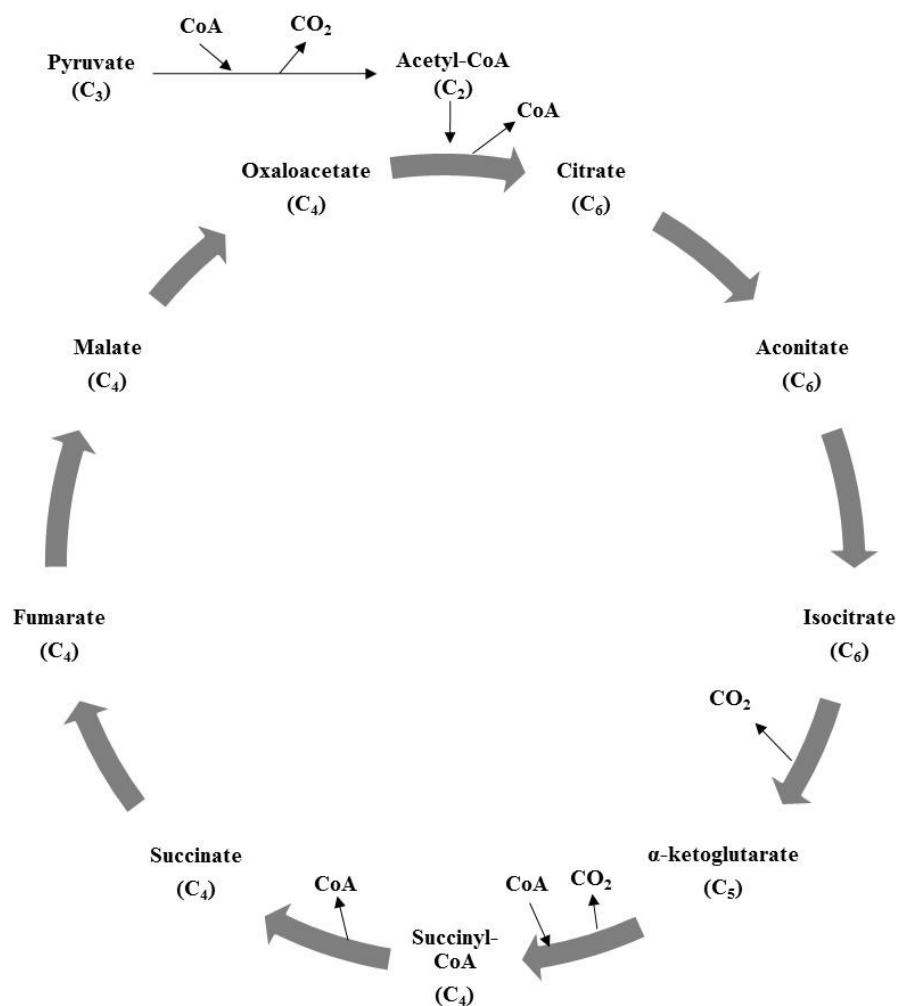 CoA
CO₂
Pyruvate
(C₃)
Acetyl-CoA
(C₂)
CoA
Oxaloacetate
(C₄)
Citrate
(C₆)
Malate
(C₄)
Aconitate
(C₆)
Fumarate
(C₄)
Isocitrate
(C₆)
CO₂
Succinate
(C₄)
α-ketoglutarate
(C₅)
CoA
CoA
CO₂
Succinyl-
CoA
(C₄)